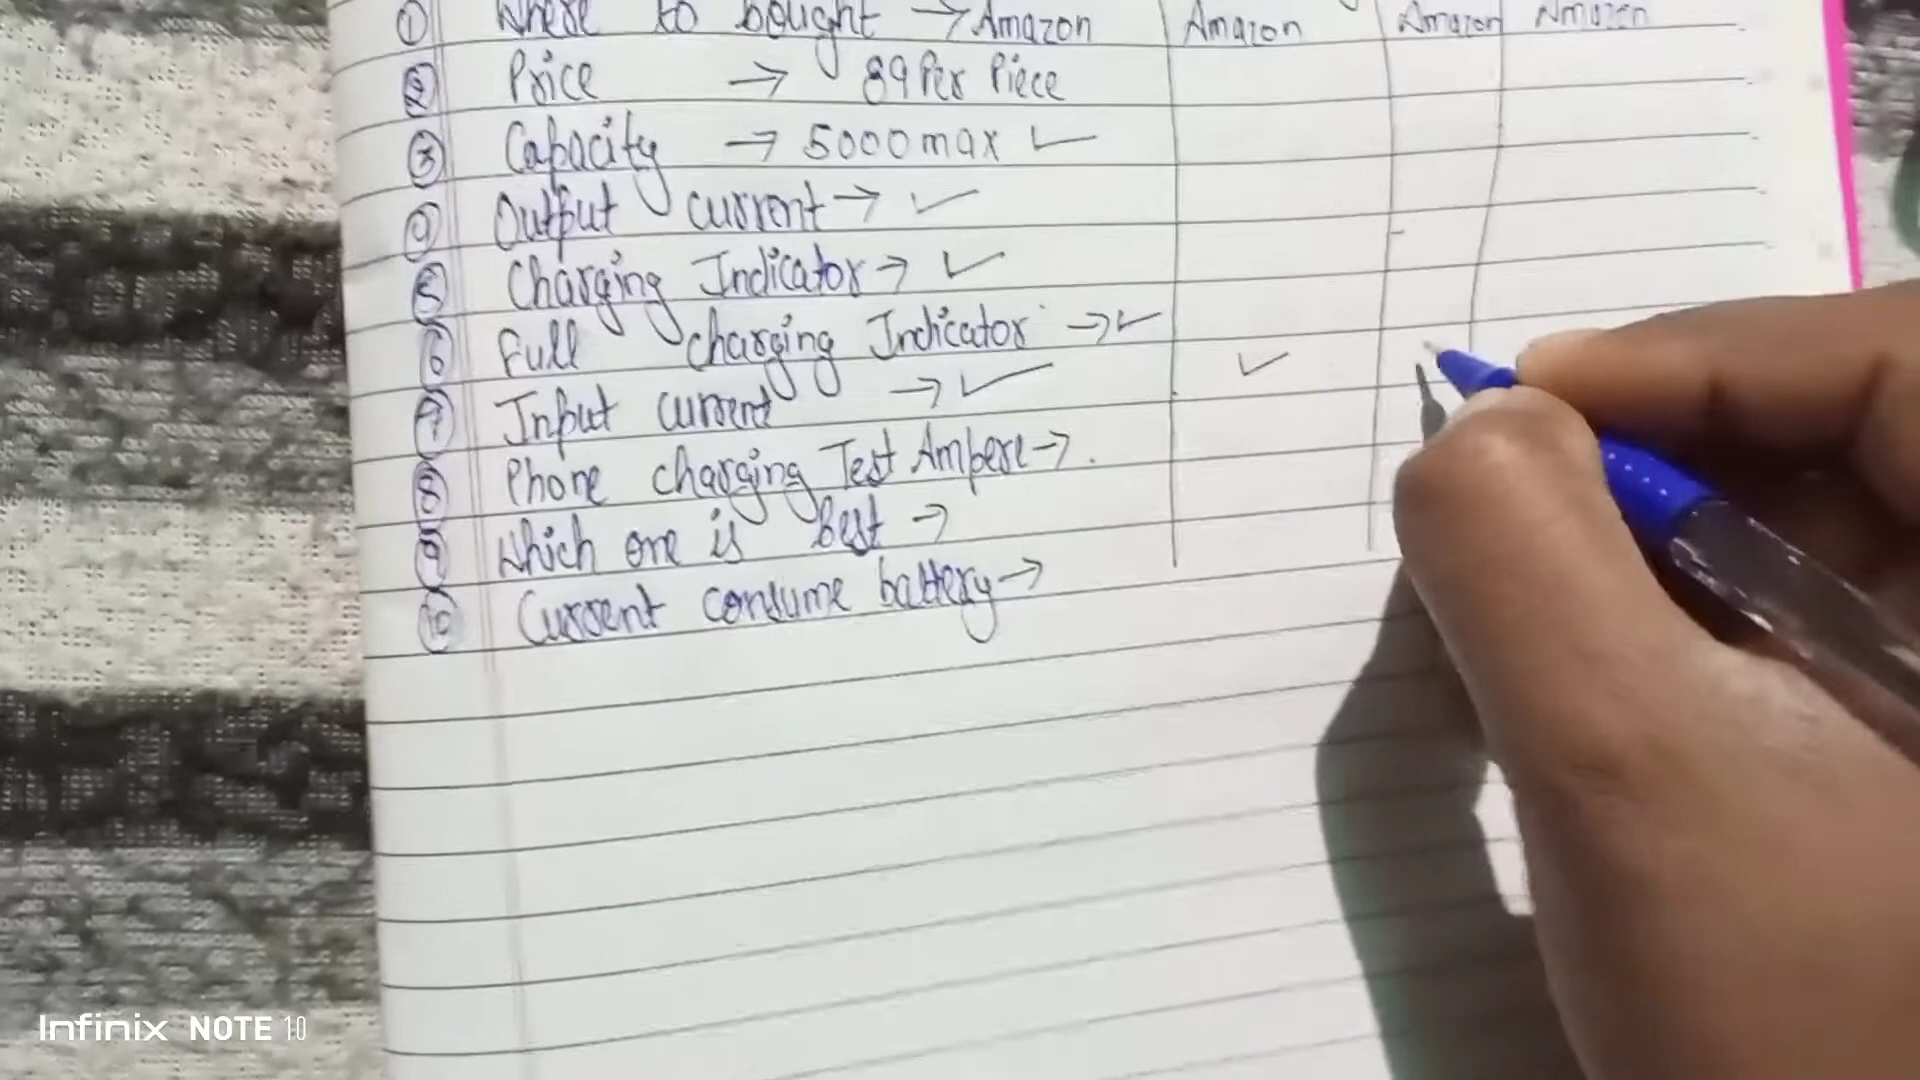 ① Where to bought → Amazon Amazon Amazon Amazon
② Price → 89 Per Piece
③ Capacity → 5000 max ✓
④ Output current → ✓
⑤ Charging Indicator → ✓
⑥ Full charging Indicator → ✓
⑦ Input current → ✓ ✓
⑧ Phone charging Test Ampere →
⑨ Which one is best →
⑩ Current consume battery →
Infinix NOTE 10